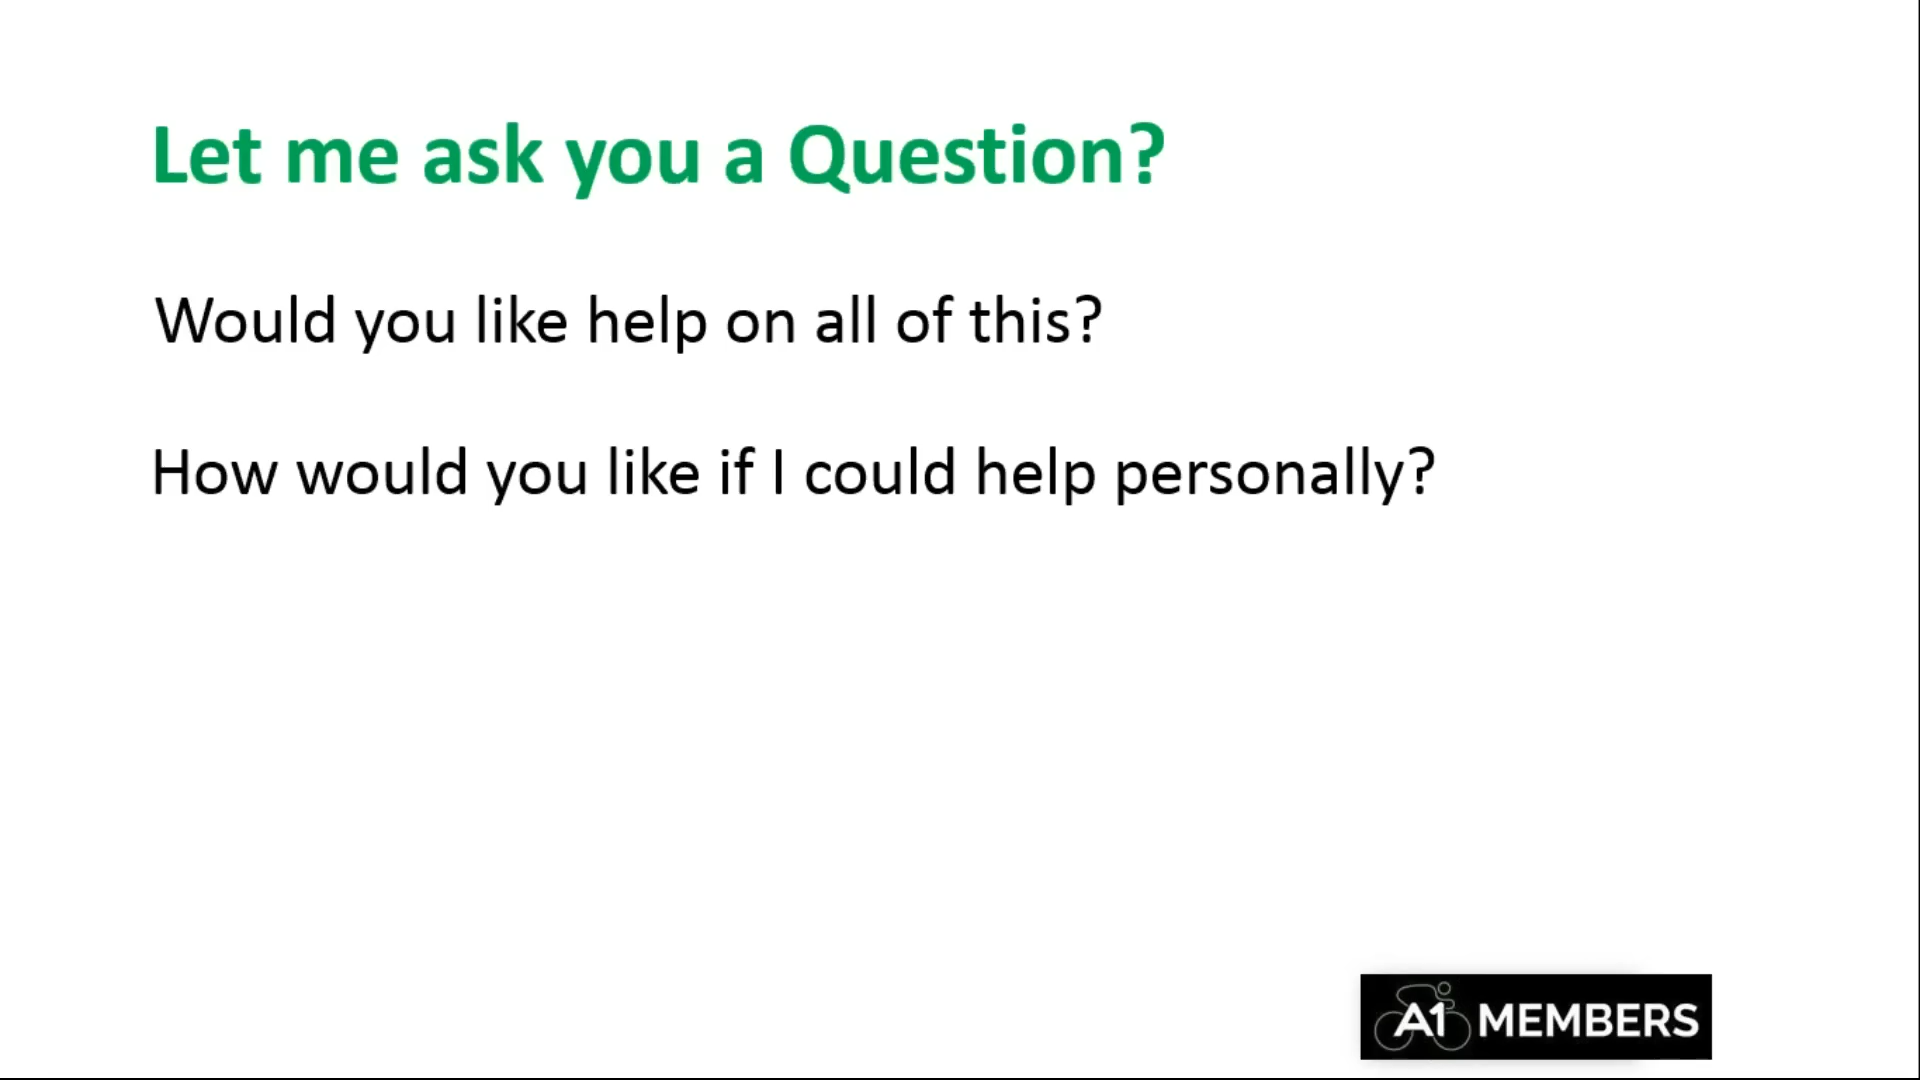 Let me ask you a Question?
Would you like help on all of this?
How would you like if I could help personally?
A1 MEMBERS